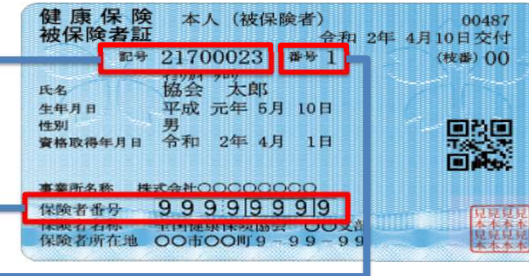 健康保険 本人（被保険者） 00487
被保険者証 令和 2年 4月10日交付
記号 21700023 番号 1 (枝番) 00
氏名 協会 太郎
生年月日 平成 元年 5月 10日
性別 男
資格取得年月日 令和 2年 4月 1日
事業所名称 株式会社〇〇〇〇〇〇〇
保険者番号 99999999
保険者名称 全国健康保険協会 〇〇支部
保険者所在地 〇〇市〇〇町9-99-99
見本